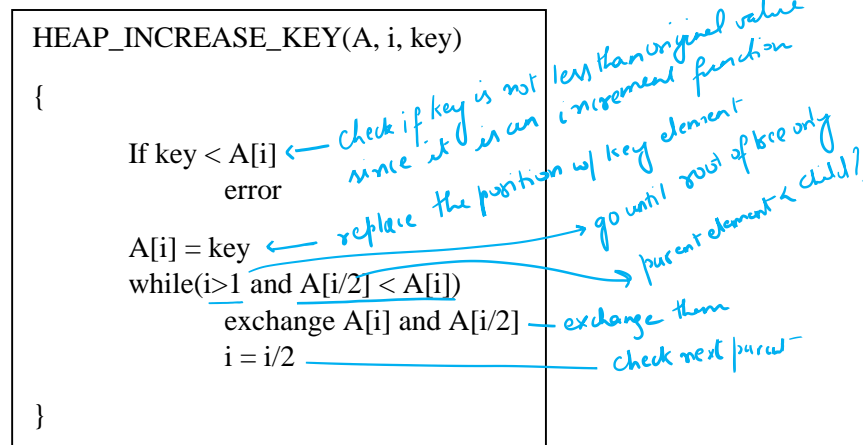 HEAP_INCREASE_KEY(A, i, key)
{
If key < A[i]
error
A[i] = key
while(i>1 and A[i/2] < A[i])
exchange A[i] and A[i/2]
i = i/2
}
check if key is not less than original value
since it is an increment function
replace the position w/ key element
go until root of tree only
parent element < child?
exchange them
check next parent